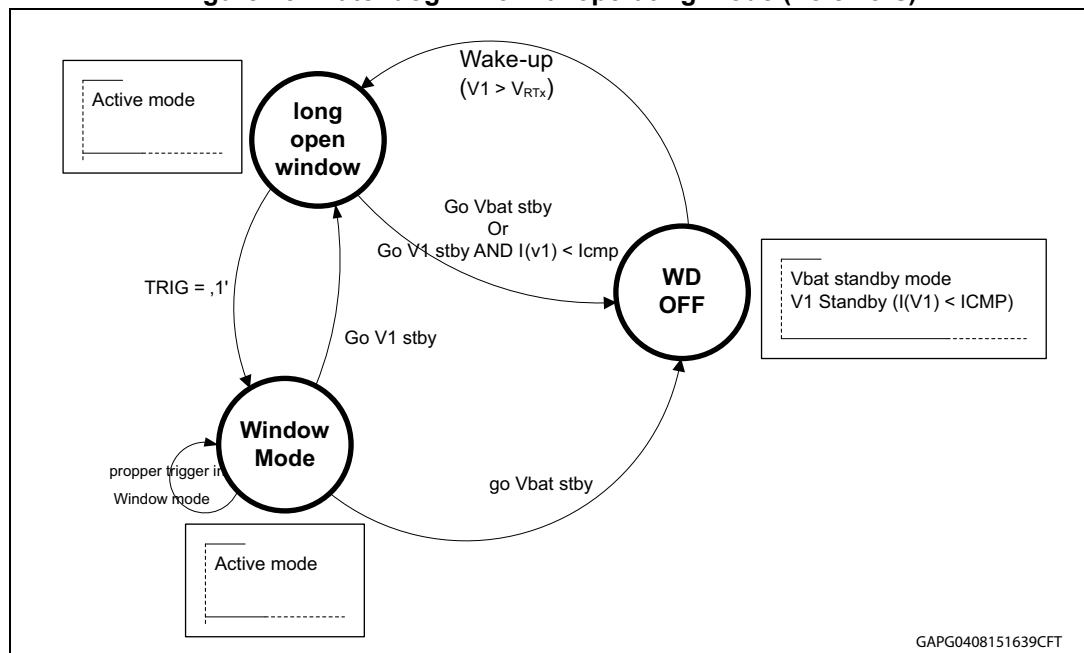 Wake-up
(V1 > VRTx)
Active mode
long
open
window
Go Vbat stby
Or
Go V1 stby AND I(v1) < Icmp
WD
OFF
Vbat standby mode
V1 Standby (I(V1) < ICMP)
TRIG = ‚1'
Go V1 stby
Window
Mode
propper trigger in
Window mode
go Vbat stby
Active mode
GAPG0408151639CFT